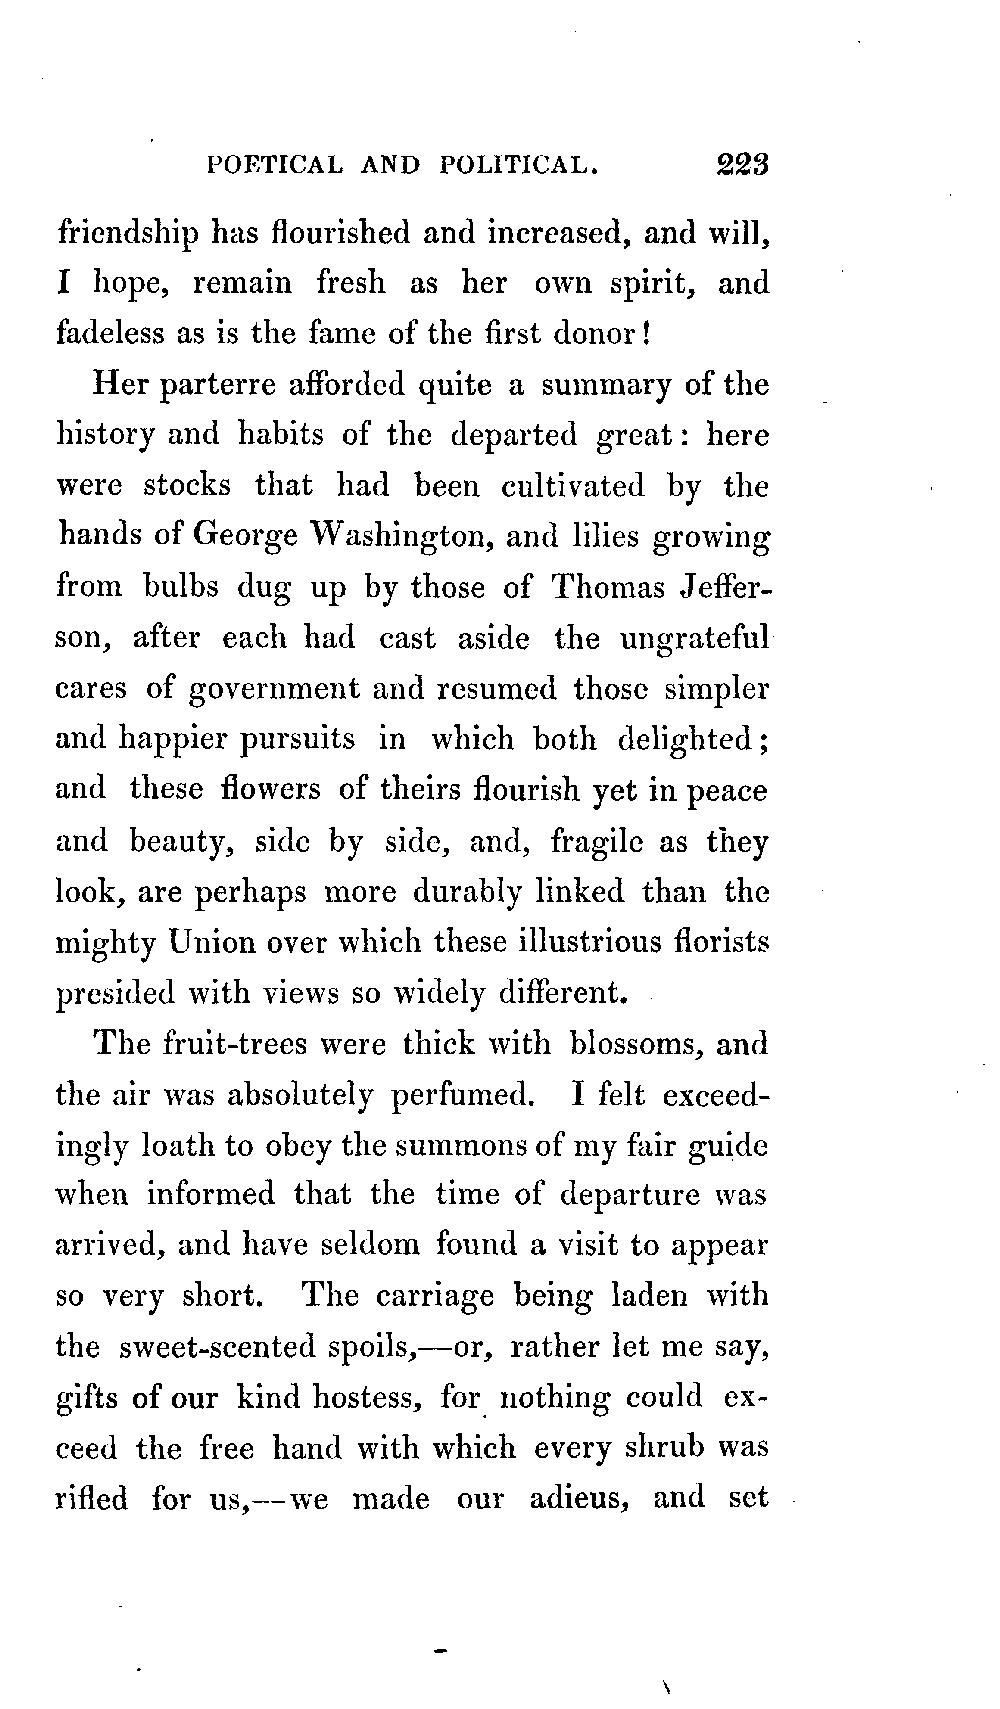 POETICAL AND POLITICAL. 223
friendship has flourished and increased, and will,
I hope, remain fresh as her own spirit, and
fadeless as is the fame of the first donor!
Her parterre afforded quite a summary of the
history and habits of the departed great: here
were stocks that had been cultivated by the
hands of George Washington, and lilies growing
from bulbs dug up by those of Thomas Jeffer-
son, after each had cast aside the ungrateful
cares of government and resumed those simpler
and happier pursuits in which both delighted;
and these flowers of theirs flourish yet in peace
and beauty, side by side, and, fragile as they
look, are perhaps more durably linked than the
mighty Union over which these illustrious florists
presided with views so widely different.
The fruit-trees were thick with blossoms, and
the air was absolutely perfumed. I felt exceed-
ingly loath to obey the summons of my fair guide
when informed that the time of departure was
arrived, and have seldom found a visit to appear
so very short. The carriage being laden with
the sweet-scented spoils,—or, rather let me say,
gifts of our kind hostess, for nothing could ex-
ceed the free hand with which every shrub was
rifled for us,—we made our adieus, and set